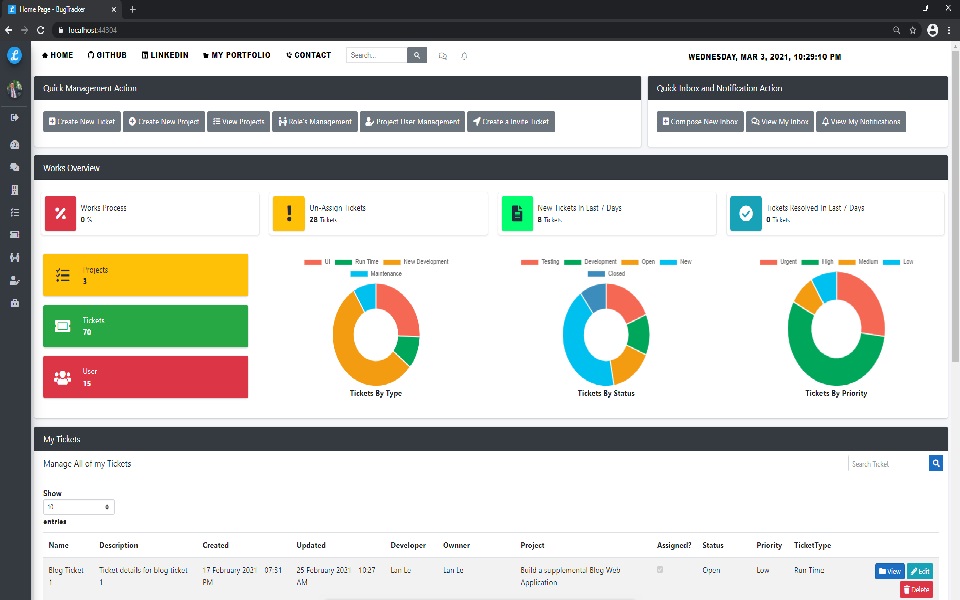 Home Page - BugTracker
localhost:44304
HOME GITHUB LINKEDIN MY PORTFOLIO CONTACT Search... WEDNESDAY, MAR 3, 2021, 10:29:10 PM
Quick Management Action
Create New Ticket Create New Project View Projects Role's Management Project User Management Create a Invite Ticket
Quick Inbox and Notification Action
Compose New Inbox View My Inbox View My Notifications
Works Overview
Works Process
0 %
Un-Assign Tickets
28 Tickets
New Tickets In Last 7 Days
8 Tickets
Tickets Resolved In Last 7 Days
0 Tickets
Projects
3
Tickets
70
User
15
UI Run Time New Development
Maintenance
Tickets By Type
Testing Development Open New
Closed
Tickets By Status
Urgent High Medium Low
Tickets By Priority
My Tickets
Manage All of my Tickets
Search Ticket
Show
10
entries
Name Description Created Updated Developer Ownner Project Assigned? Status Priority TicketType
Blog Ticket Ticket details for blog ticket 17 February 2021 07:51 25 February 2021 10:27 Lan Le Lan Le Build a supplemental Blog Web Open Low Run Time View Edit
1 1 PM AM Application Delete